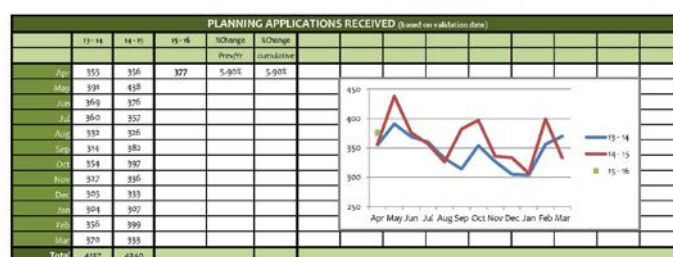 PLANNING APPLICATIONS RECEIVED (based on validation date)
13 - 14 14 - 15 15 - 16 %Change %Change
Prev/Yr cumulative
Apr 355 356 377 5.90% 5.90%
May 391 438
Jun 369 376
Jul 360 357
Aug 332 326
Sep 314 382
Oct 354 397
Nov 327 336
Dec 305 333
Jan 304 307
Feb 356 399
Mar 370 333
Total 4137 4340
450
400
350
300
250
Apr May Jun Jul Aug Sep Oct Nov Dec Jan Feb Mar
13 - 14
14 - 15
15 - 16